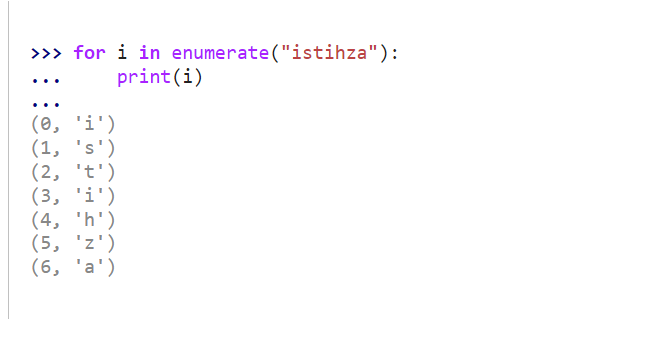 >>> for i in enumerate("istihza"):
...     print(i)
...
(0, 'i')
(1, 's')
(2, 't')
(3, 'i')
(4, 'h')
(5, 'z')
(6, 'a')